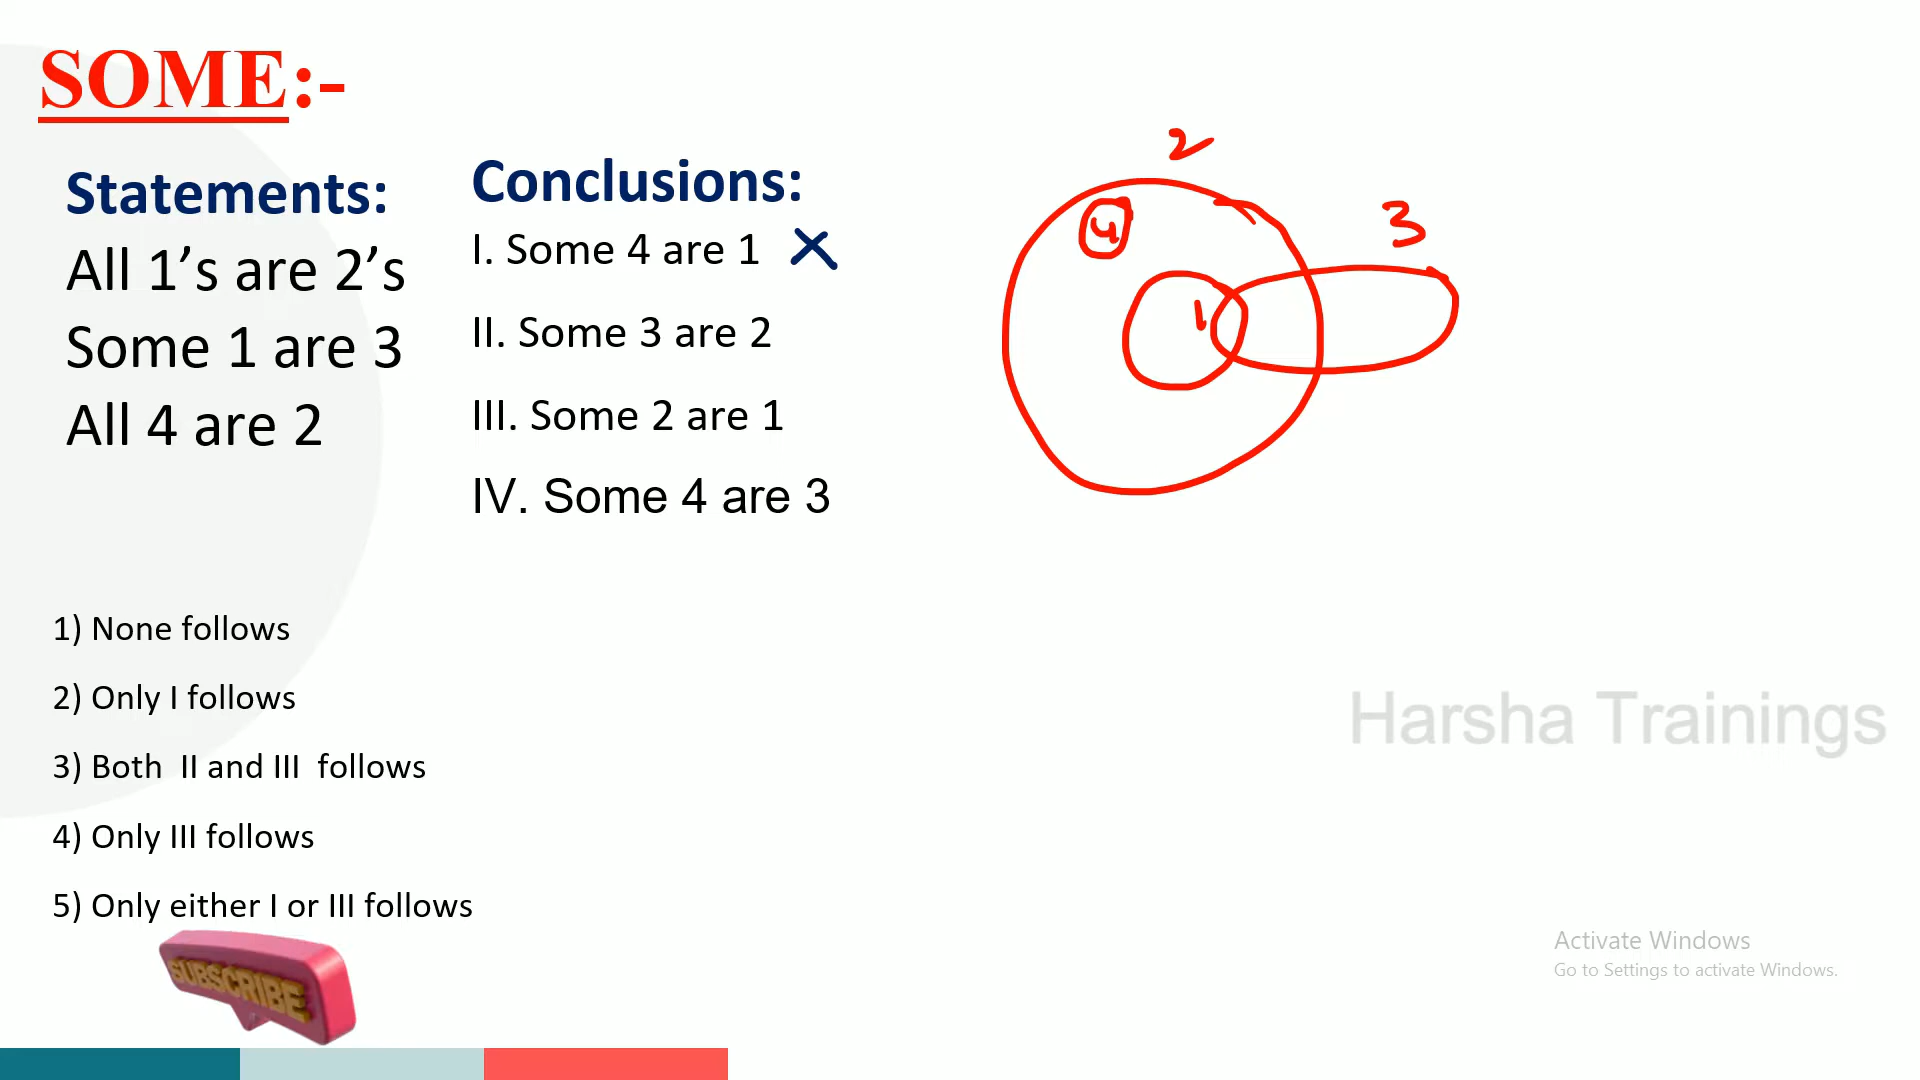 SOME:-
Statements:
All 1’s are 2’s
Some 1 are 3
All 4 are 2
Conclusions:
I. Some 4 are 1
II. Some 3 are 2
III. Some 2 are 1
IV. Some 4 are 3
2
4
3
1
1) None follows
2) Only I follows
3) Both  II and III  follows
4) Only III follows
5) Only either I or III follows
SUBSCRIBE
Harsha Trainings
Activate Windows
Go to Settings to activate Windows.